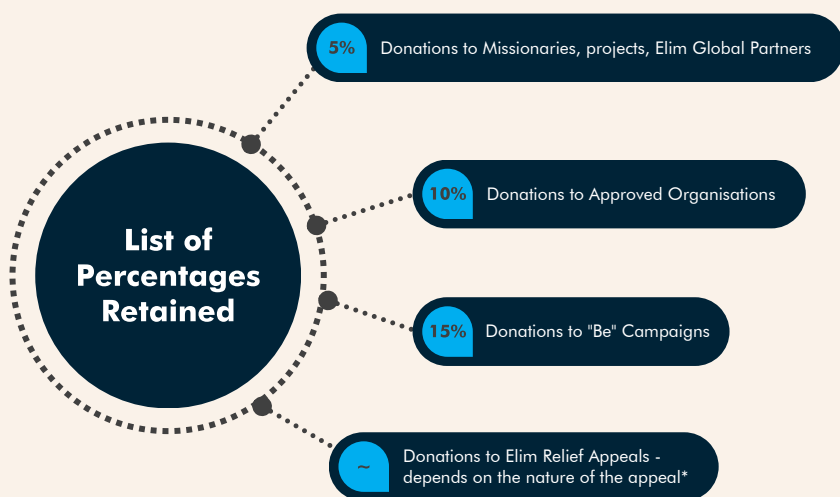 List of
Percentages
Retained
5%
Donations to Missionaries, projects, Elim Global Partners
10%
Donations to Approved Organisations
15%
Donations to "Be" Campaigns
~
Donations to Elim Relief Appeals -
depends on the nature of the appeal*